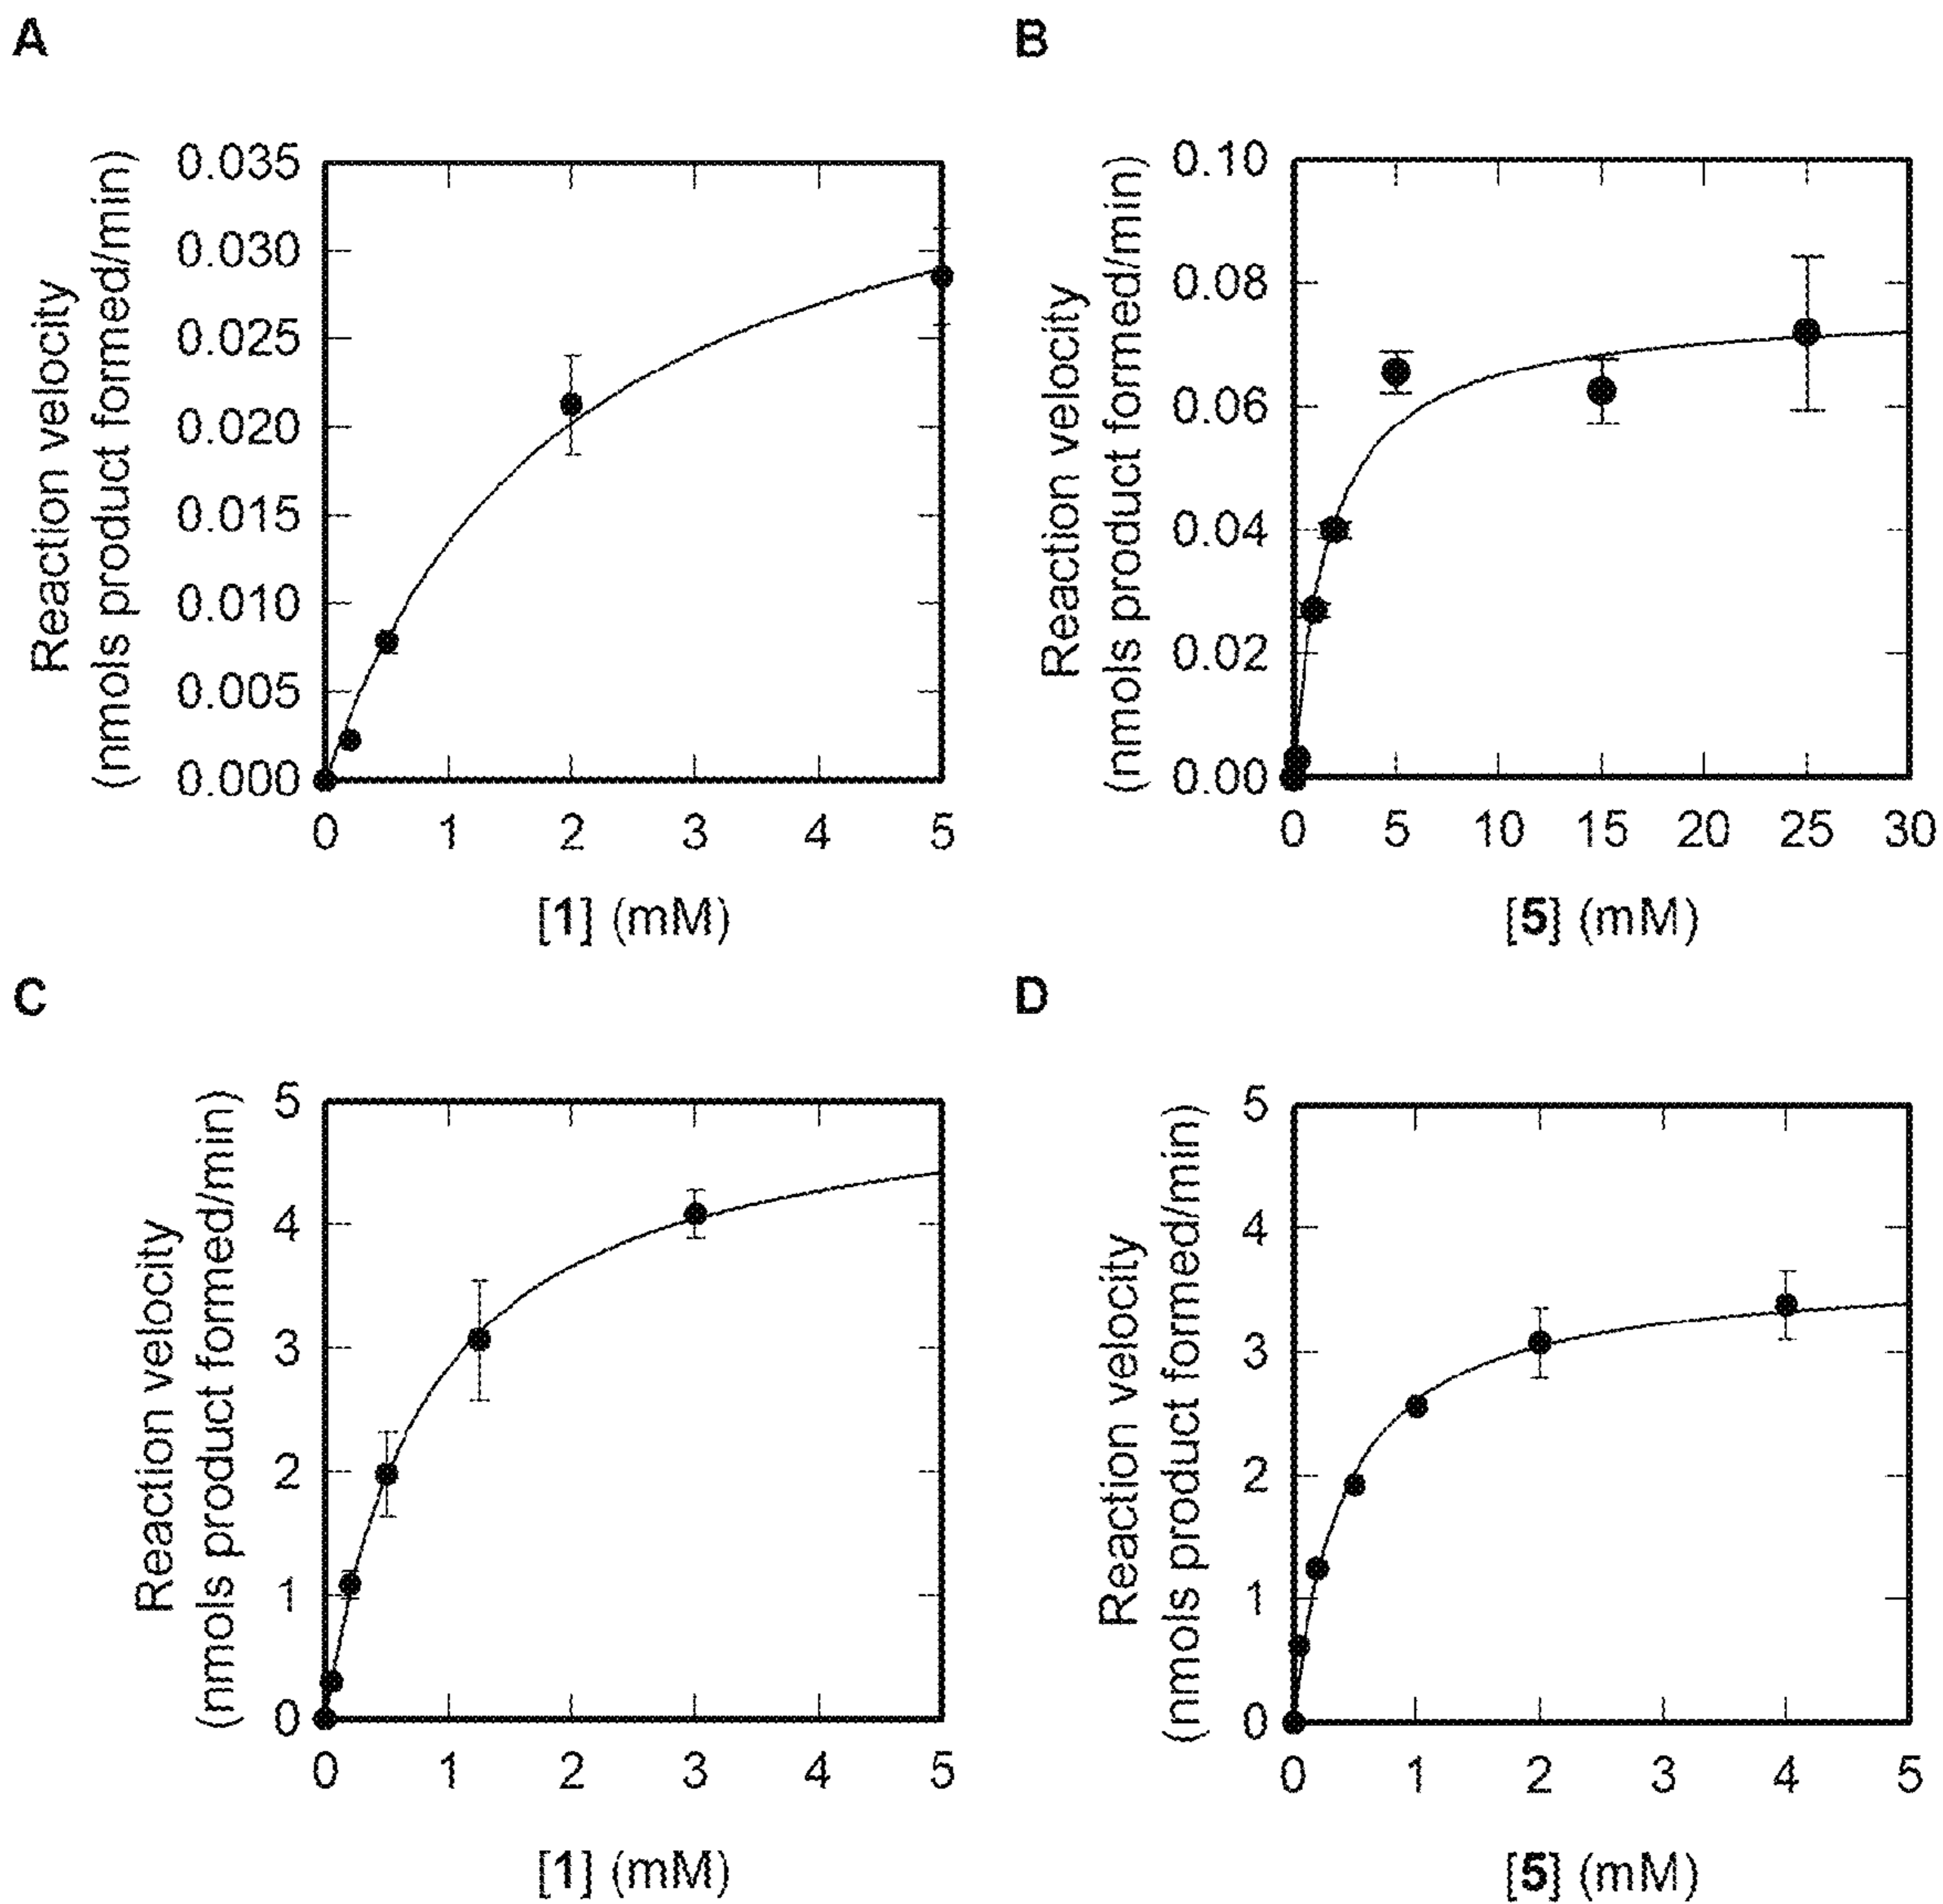 A
Reaction velocity
(nmols product formed/min)
0.035
0.030
0.025
0.020
0.015
0.010
0.005
0.000
0 1 2 3 4 5
[1] (mM)
B
Reaction velocity
(nmols product formed/min)
0.10
0.08
0.06
0.04
0.02
0.00
0 5 10 15 20 25 30
[5] (mM)
C
Reaction velocity
(nmols product formed/min)
5
4
3
2
1
0
0 1 2 3 4 5
[1] (mM)
D
Reaction velocity
(nmols product formed/min)
5
4
3
2
1
0
0 1 2 3 4 5
[5] (mM)